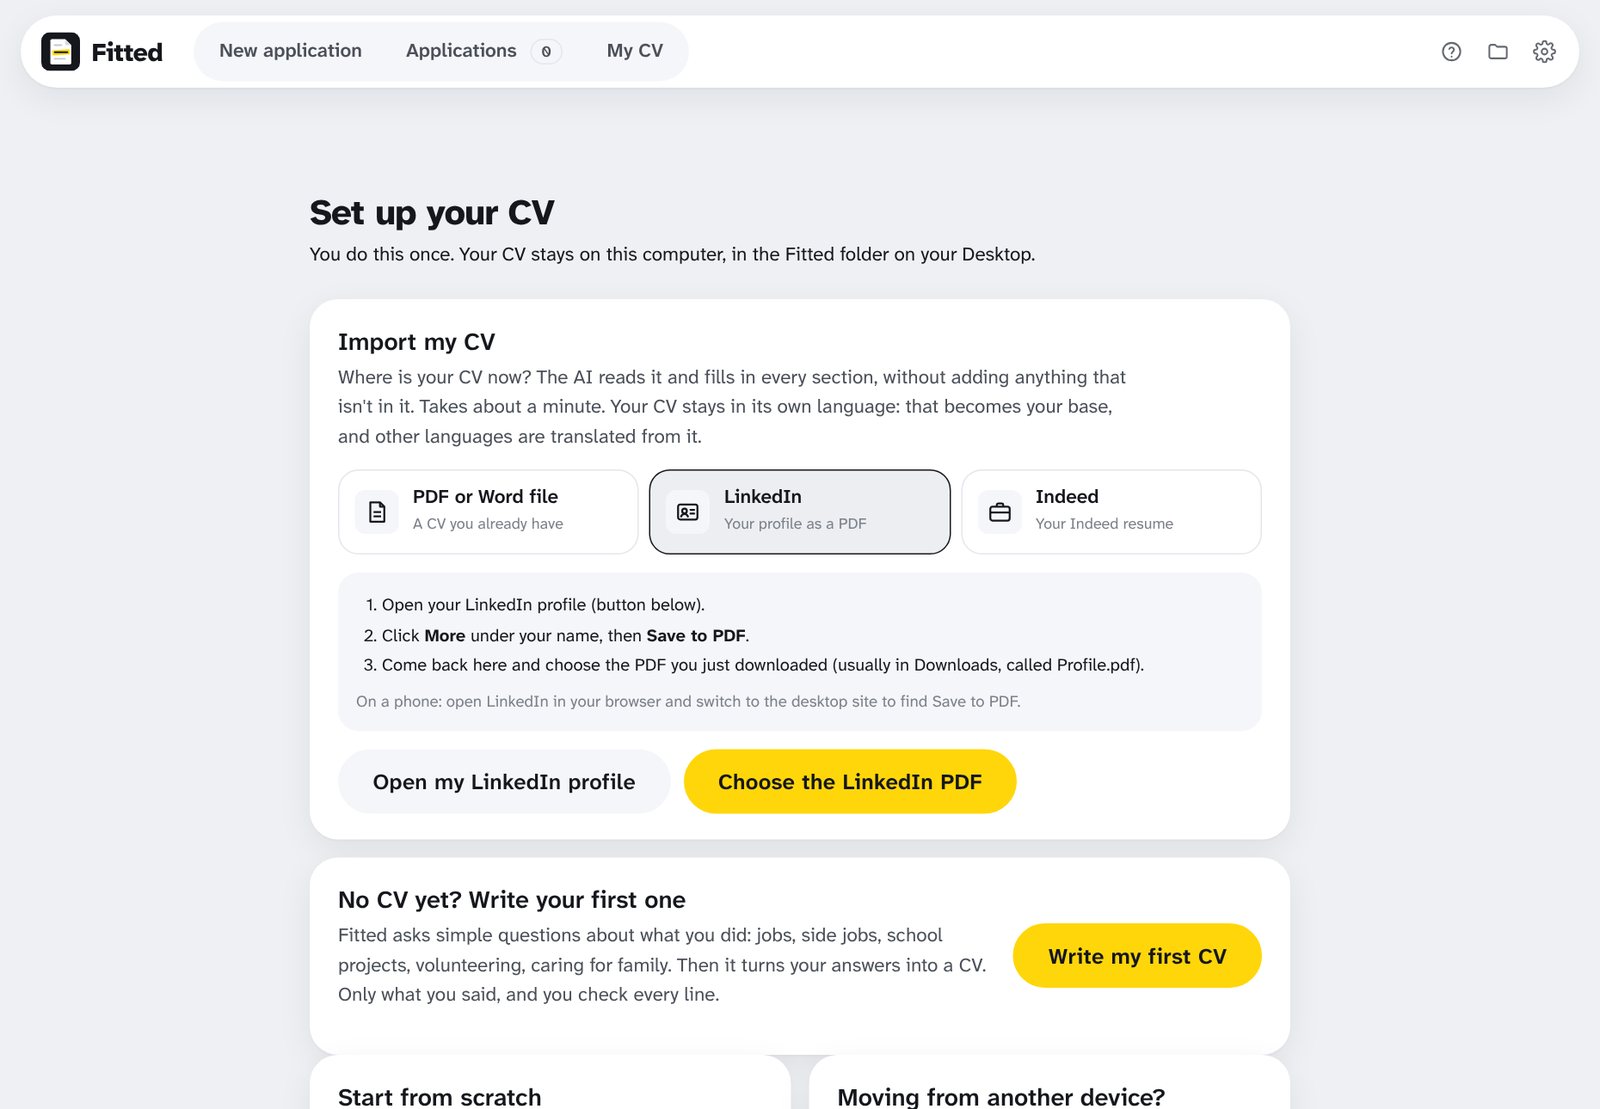 Fitted
New application
Applications 0
My CV
Set up your CV
You do this once. Your CV stays on this computer, in the Fitted folder on your Desktop.
Import my CV
Where is your CV now? The AI reads it and fills in every section, without adding anything that
isn't in it. Takes about a minute. Your CV stays in its own language: that becomes your base,
and other languages are translated from it.
PDF or Word file
A CV you already have
LinkedIn
Your profile as a PDF
Indeed
Your Indeed resume
1. Open your LinkedIn profile (button below).
2. Click More under your name, then Save to PDF.
3. Come back here and choose the PDF you just downloaded (usually in Downloads, called Profile.pdf).
On a phone: open LinkedIn in your browser and switch to the desktop site to find Save to PDF.
Open my LinkedIn profile
Choose the LinkedIn PDF
No CV yet? Write your first one
Fitted asks simple questions about what you did: jobs, side jobs, school
projects, volunteering, caring for family. Then it turns your answers into a CV.
Only what you said, and you check every line.
Write my first CV
Start from scratch
Moving from another device?